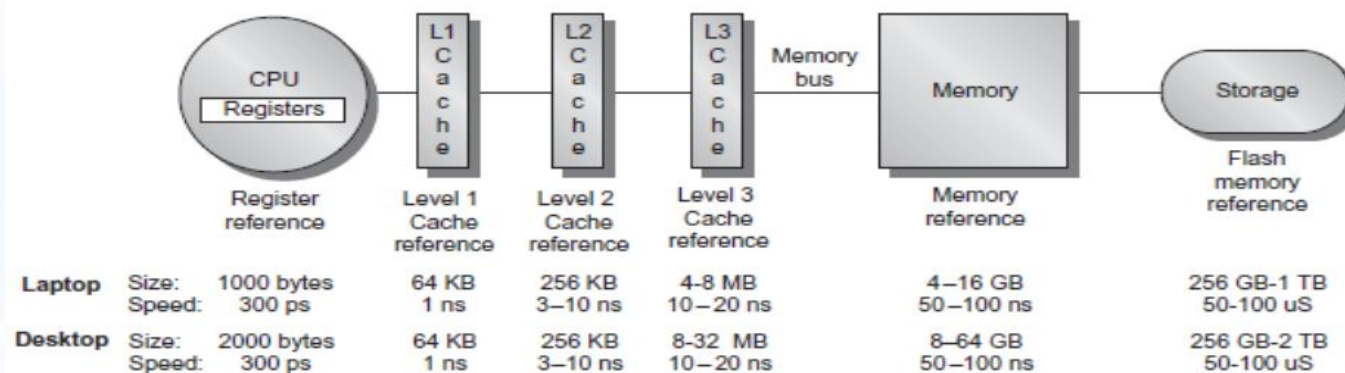 CPU
Registers
L1
C
a
c
h
e
L2
C
a
c
h
e
L3
C
a
c
h
e
Memory
bus
Memory
Storage
Register
reference
Level 1
Cache
reference
Level 2
Cache
reference
Level 3
Cache
reference
Memory
reference
Flash
memory
reference
Laptop Size: 1000 bytes 64 KB 256 KB 4-8 MB 4–16 GB 256 GB-1 TB
Speed: 300 ps 1 ns 3–10 ns 10–20 ns 50–100 ns 50-100 uS
Desktop Size: 2000 bytes 64 KB 256 KB 8-32 MB 8–64 GB 256 GB-2 TB
Speed: 300 ps 1 ns 3–10 ns 10–20 ns 50–100 ns 50-100 uS